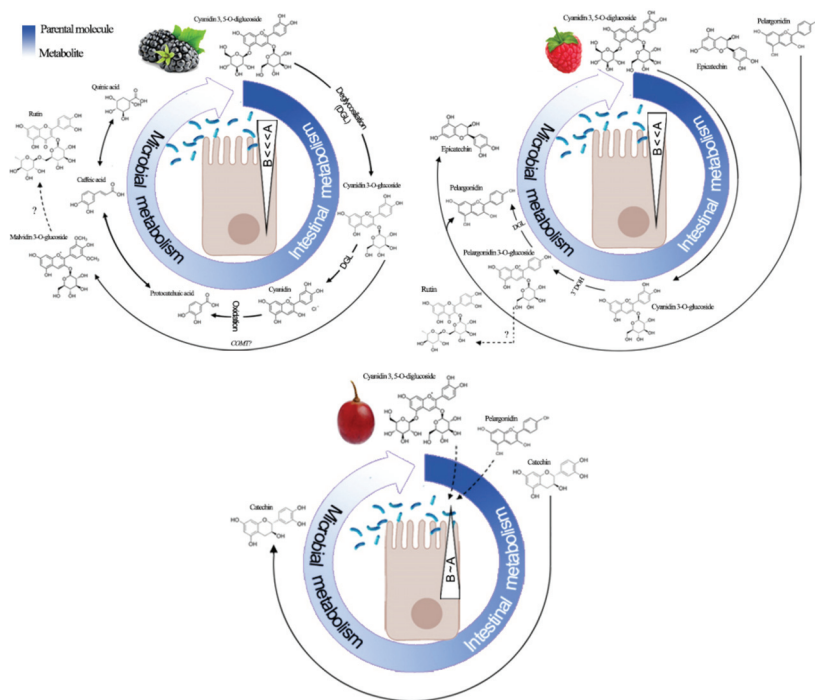 Parental molecule
Metabolite
Cyanidin 3, 5-O-diglucoside
Deglycosilation
(DGL)
Quinic acid
Rutin
Caffeic acid
?
Malvidin 3-O-glucoside
Protocatehuic acid
Oxidation
Cyanidin
DGL
Cyanidin 3-O-glucoside
COMT?
Microbial metabolism
Intestinal metabolism
B<<<A
Cyanidin 3, 5-O-diglucoside
Epicatechin
Pelargonidin
Epicatechin
Pelargonidin
DGL
Pelargonidin 3-O-glucoside
3' DOH
Cyanidin 3-O-glucoside
Rutin
?
Microbial metabolism
Intestinal metabolism
B<<A
Cyanidin 3, 5-O-diglucoside
Pelargonidin
Catechin
Catechin
Microbial metabolism
Intestinal metabolism
B~A